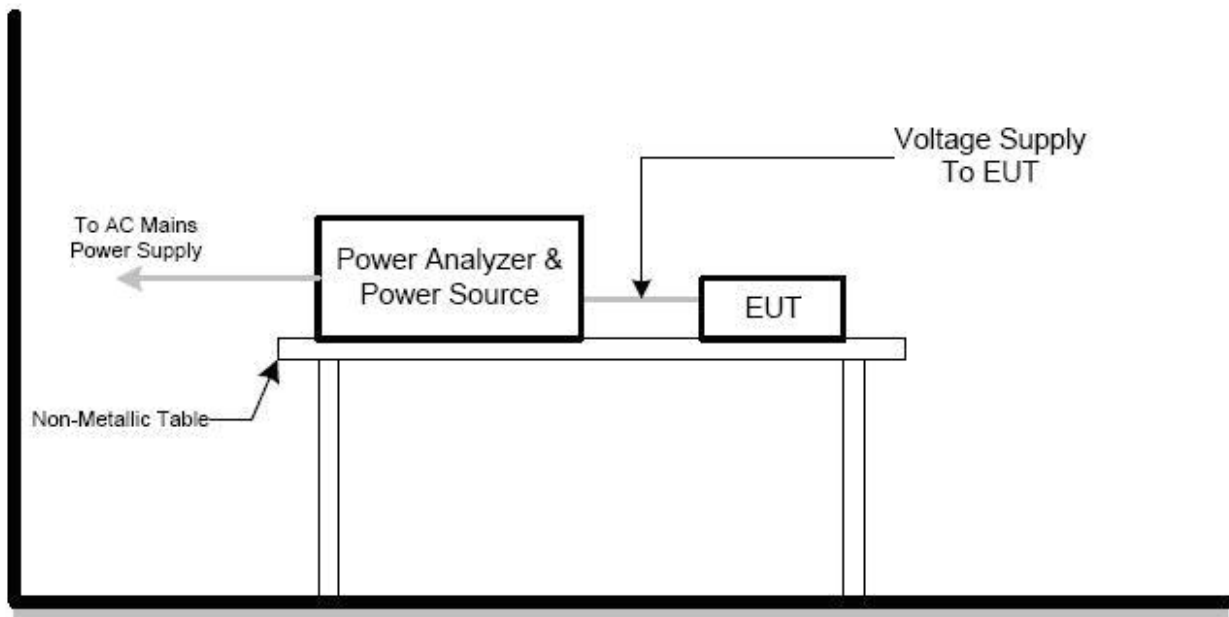 Voltage Supply
To EUT
To AC Mains
Power Supply
Power Analyzer &
Power Source
EUT
Non-Metallic Table